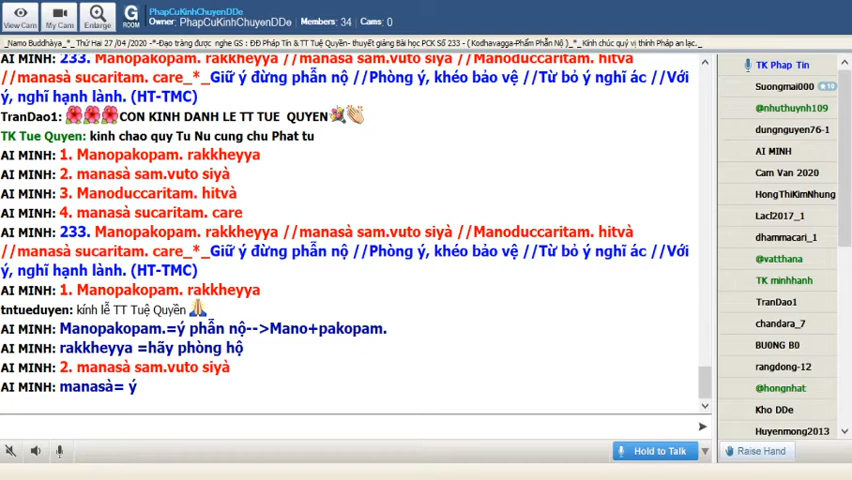 PhapCuKinhChuyenDDe
Owner: PhapCuKinhChuyenDDe Members: 34 Cams: 0
View Cam
My Cam
Enlarge
G ROOM
_Namo Buddhàya_*_ Thứ Hai 27 /04 /2020 -*-Đạo tràng được nghe GS : ĐĐ Pháp Tín & TT Tuệ Quyền- thuyết giảng Bài học PCK Số 233 - ( Kodhavagga-Phẩm Phẫn Nộ )_*_ Kính chúc quý vị thính Pháp an lạc._
AI MINH: 233. Manopakopam. rakkheyya //manasà sam.vuto siyà //Manoduccaritam. hitvà
//manasà sucaritam. care_*_Giữ ý đừng phẫn nộ //Phòng ý, khéo bảo vệ //Từ bỏ ý nghĩ ác //Với
ý, nghĩ hạnh lành. (HT-TMC)
TranDao1: CON KINH DANH LE TT TUE QUYEN
TK Tue Quyen: kinh chao quy Tu Nu cung chu Phat tu
AI MINH: 1. Manopakopam. rakkheyya
AI MINH: 2. manasà sam.vuto siyà
AI MINH: 3. Manoduccaritam. hitvà
AI MINH: 4. manasà sucaritam. care
AI MINH: 233. Manopakopam. rakkheyya //manasà sam.vuto siyà //Manoduccaritam. hitvà
//manasà sucaritam. care_*_Giữ ý đừng phẫn nộ //Phòng ý, khéo bảo vệ //Từ bỏ ý nghĩ ác //Với
ý, nghĩ hạnh lành. (HT-TMC)
AI MINH: 1. Manopakopam. rakkheyya
tntueduyen: kính lễ TT Tuệ Quyền
AI MINH: Manopakopam.=ý phẫn nộ-->Mano+pakopam.
AI MINH: rakkheyya =hãy phòng hộ
AI MINH: 2. manasà sam.vuto siyà
AI MINH: manasà= ý
Hold to Talk
TK Phap Tin
Suongmai000 10
@nhuthuynh109
dungnguyen76-1
AI MINH
Cam Van 2020
HongThiKimNhung
Lacl2017_1
dhammacari_1
@vatthana
TK minhhanh
TranDao1
chandara_7
BUONG B0
rangdong-12
@hongnhat
Kho DDe
Huyenmong2013
Raise Hand